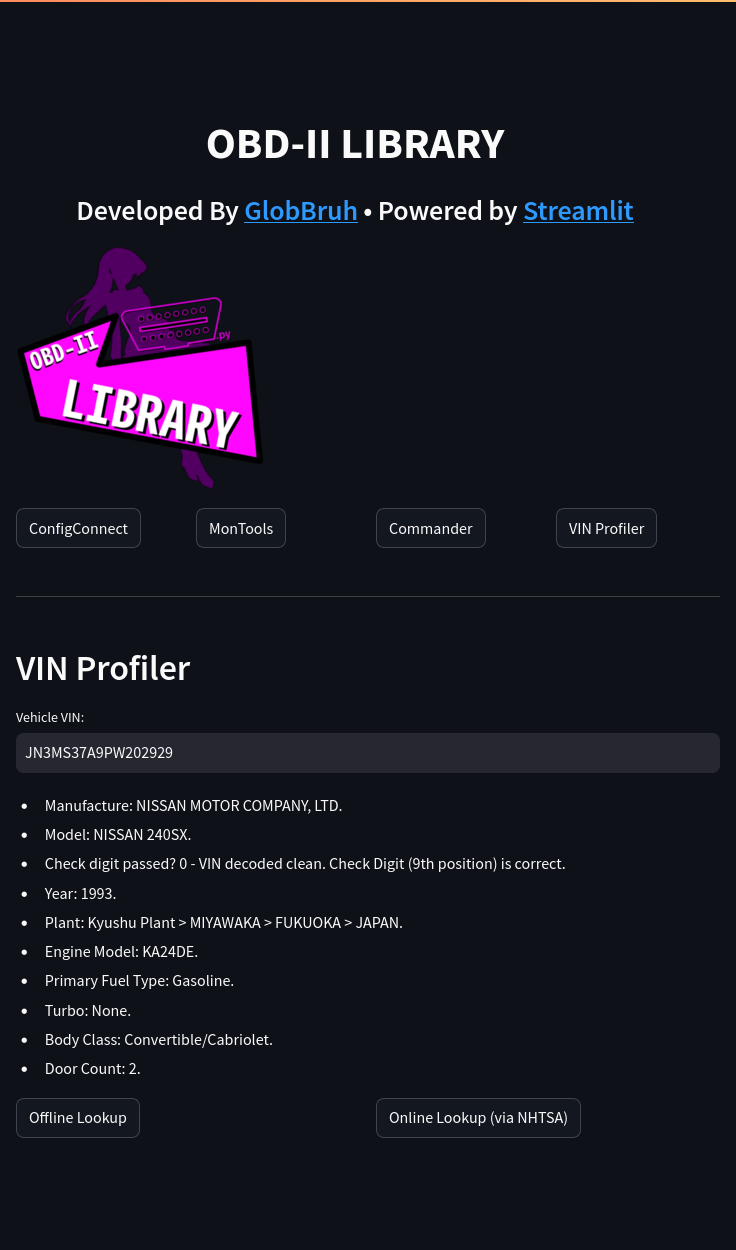 OBD-II LIBRARY
Developed By GlobBruh • Powered by Streamlit
.py
OBD-II
LIBRARY
ConfigConnect
MonTools
Commander
VIN Profiler
VIN Profiler
Vehicle VIN:
JN3MS37A9PW202929
• Manufacture: NISSAN MOTOR COMPANY, LTD.
• Model: NISSAN 240SX.
• Check digit passed? 0 - VIN decoded clean. Check Digit (9th position) is correct.
• Year: 1993.
• Plant: Kyushu Plant > MIYAWAKA > FUKUOKA > JAPAN.
• Engine Model: KA24DE.
• Primary Fuel Type: Gasoline.
• Turbo: None.
• Body Class: Convertible/Cabriolet.
• Door Count: 2.
Offline Lookup
Online Lookup (via NHTSA)